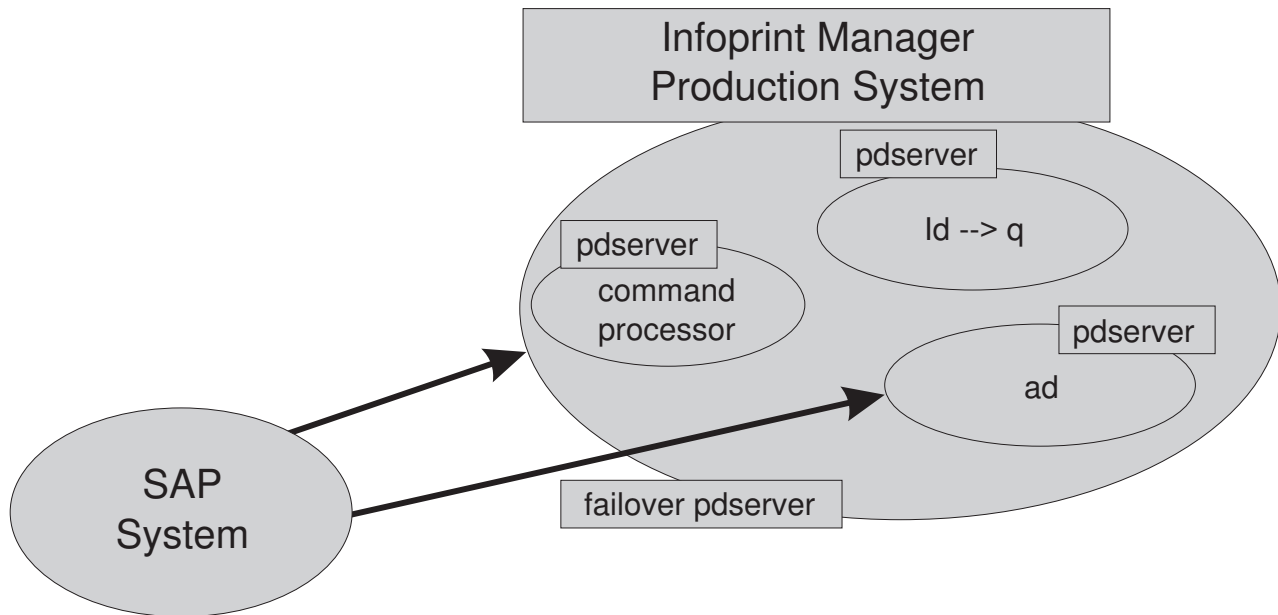 Infoprint Manager
Production System
pdserver
ld --> q
pdserver
command
processor
pdserver
ad
failover pdserver
SAP
System